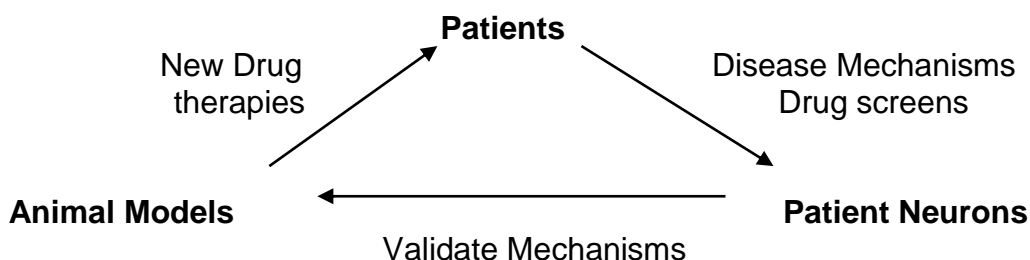 Patients
New Drug
therapies
Disease Mechanisms
Drug screens
Animal Models
Patient Neurons
Validate Mechanisms